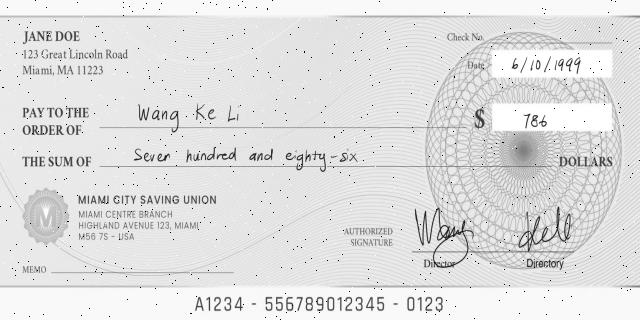 JANE DOE
123 Great Lincoln Road
Miami, MA 11223
Check No.
Date 6/10/1999
PAY TO THE
ORDER OF Wang Ke Li
$ 786
THE SUM OF Seven hundred and eighty-six DOLLARS
M
MIAMI CITY SAVING UNION
MIAMI CENTRE BRANCH
HIGHLAND AVENUE 123, MIAMI
M56 7S - USA
AUTHORIZED
SIGNATURE
Director
Directory
MEMO
A1234 - 556789012345 - 0123